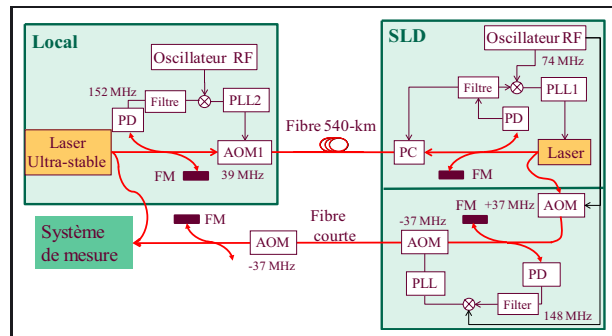 Local
Oscillateur RF
152 MHz
Filtre
PLL2
PD
Laser
Ultra-stable
AOM1
FM
39 MHz
Fibre 540-km
SLD
Oscillateur RF
74 MHz
Filtre
PLL1
PD
PC
Laser
FM
Système
de mesure
FM
Fibre
courte
AOM
-37 MHz
-37 MHz
AOM
FM
+37 MHz
AOM
PLL
PD
Filter
148 MHz